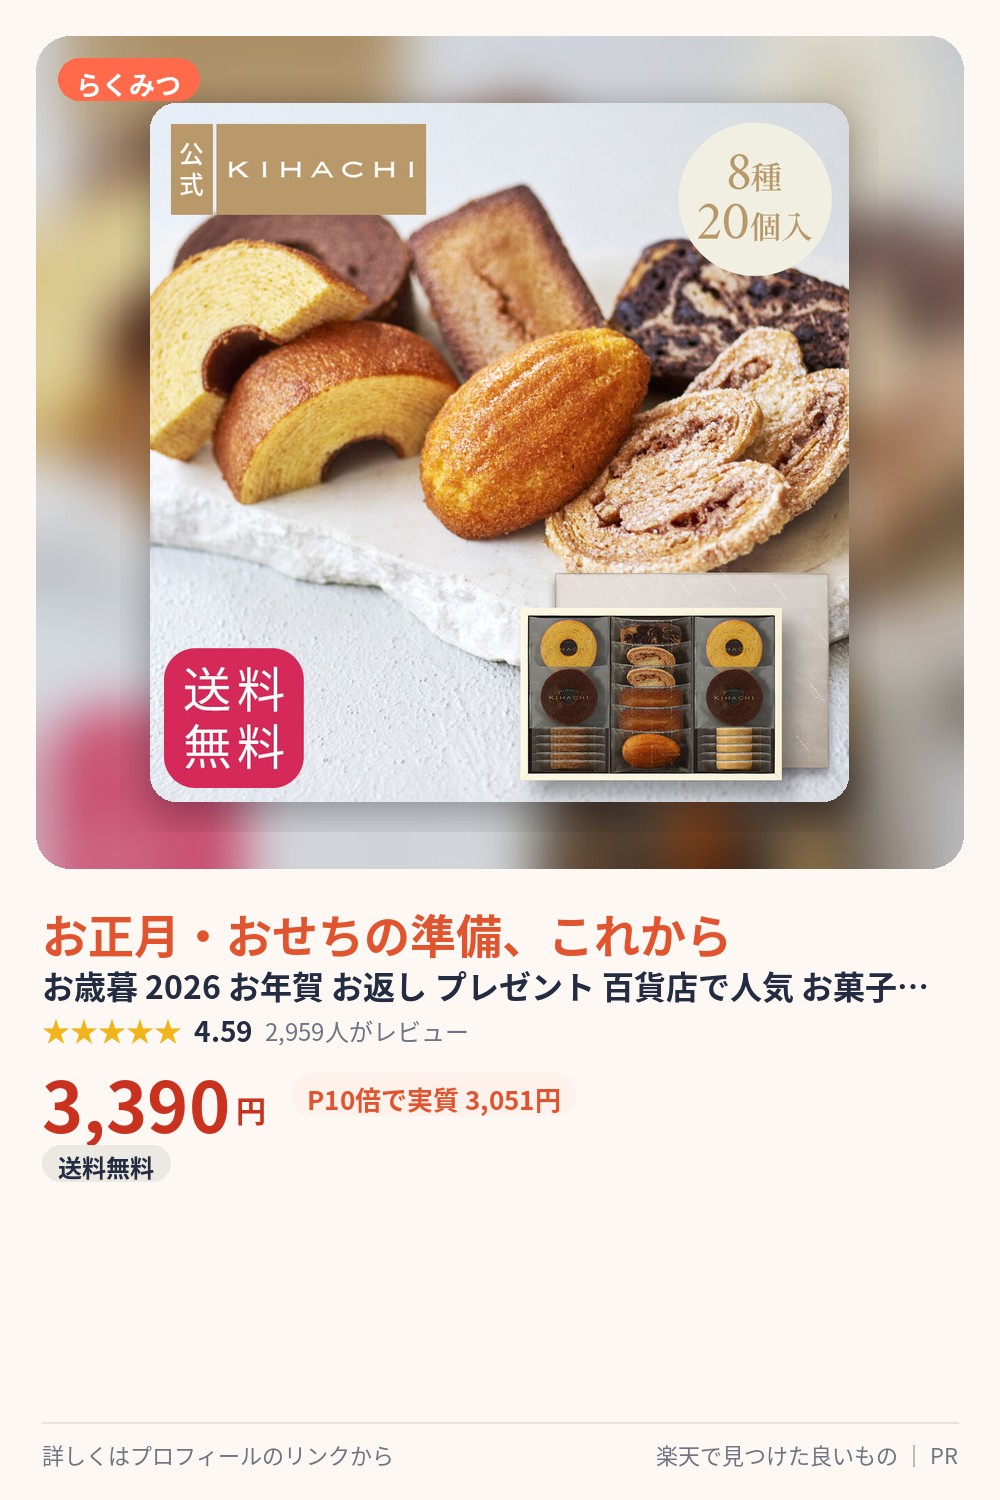 らくみつ
公式 KIHACHI
8種
20個入
送料
無料
お正月・おせちの準備、これから
お歳暮 2026 お年賀 お返し プレゼント 百貨店で人気 お菓子…
★★★★★ 4.59 2,959人がレビュー
3,390円 P10倍で実質 3,051円
送料無料
詳しくはプロフィールのリンクから
楽天で見つけた良いもの | PR